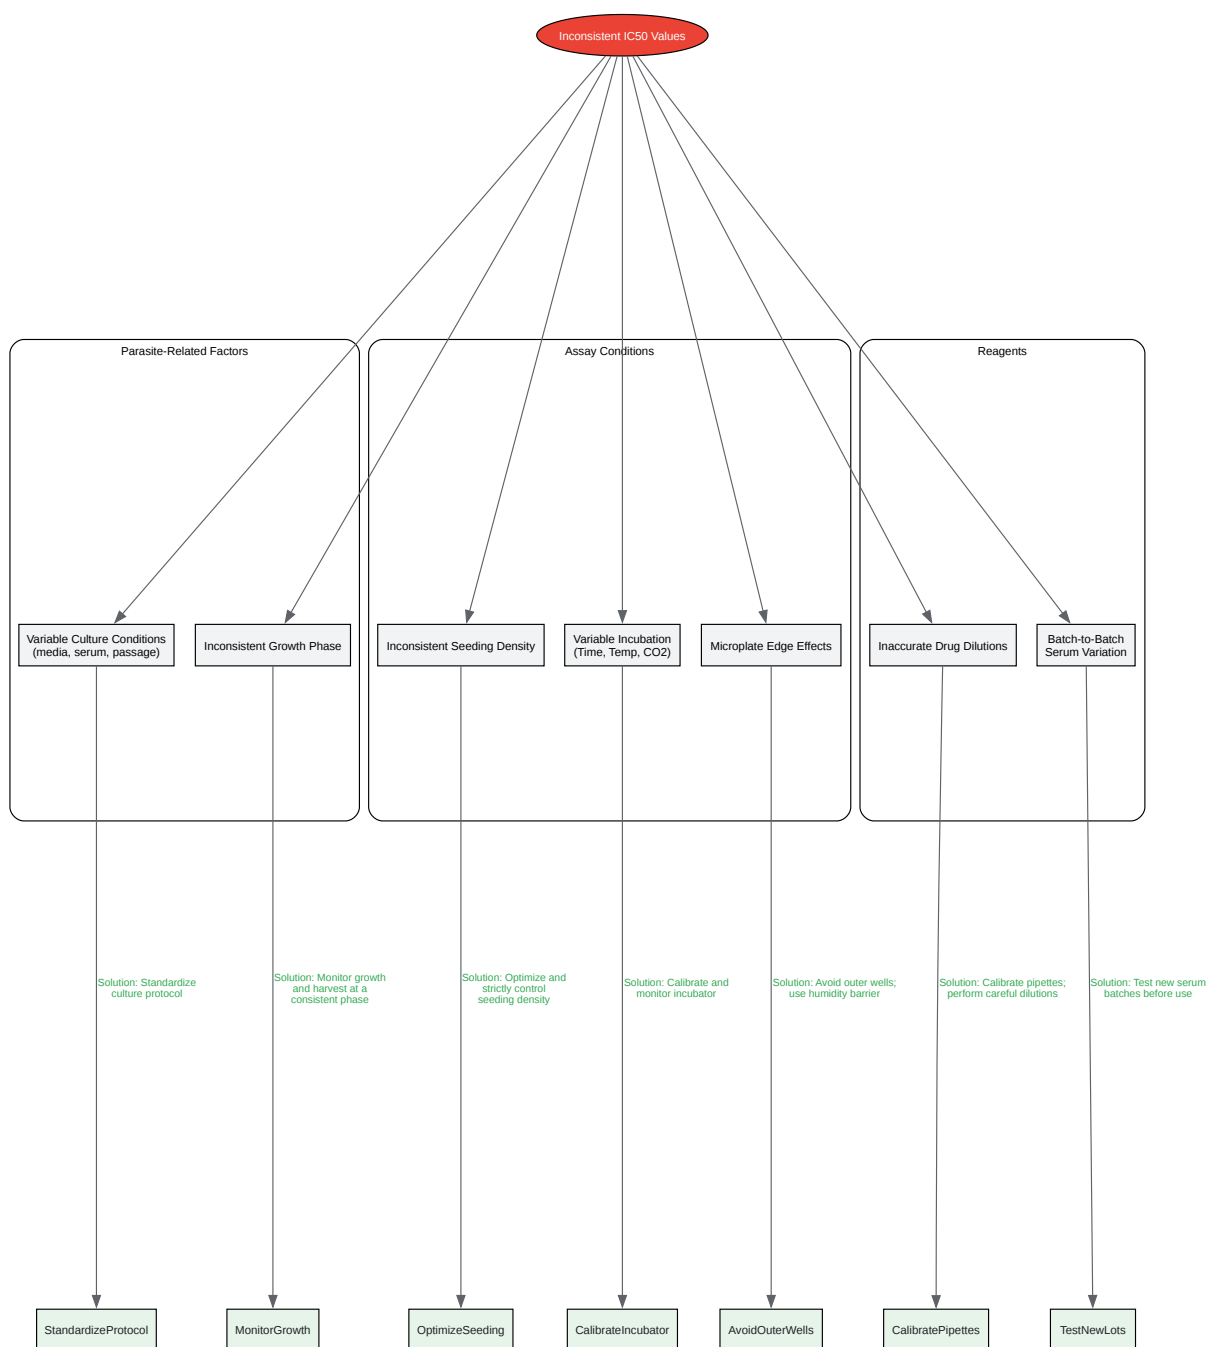 Inconsistent IC50 Values
Parasite-Related Factors
Assay Conditions
Reagents
Variable Culture Conditions
(media, serum, passage)
Inconsistent Growth Phase
Inconsistent Seeding Density
Variable Incubation
(Time, Temp, CO2)
Microplate Edge Effects
Inaccurate Drug Dilutions
Batch-to-Batch
Serum Variation
Solution: Standardize
culture protocol
Solution: Monitor growth
and harvest at a
consistent phase
Solution: Optimize and
strictly control
seeding density
Solution: Calibrate and
monitor incubator
Solution: Avoid outer wells;
use humidity barrier
Solution: Calibrate pipettes;
perform careful dilutions
Solution: Test new serum
batches before use
StandardizeProtocol
MonitorGrowth
OptimizeSeeding
CalibrateIncubator
AvoidOuterWells
CalibratePipettes
TestNewLots